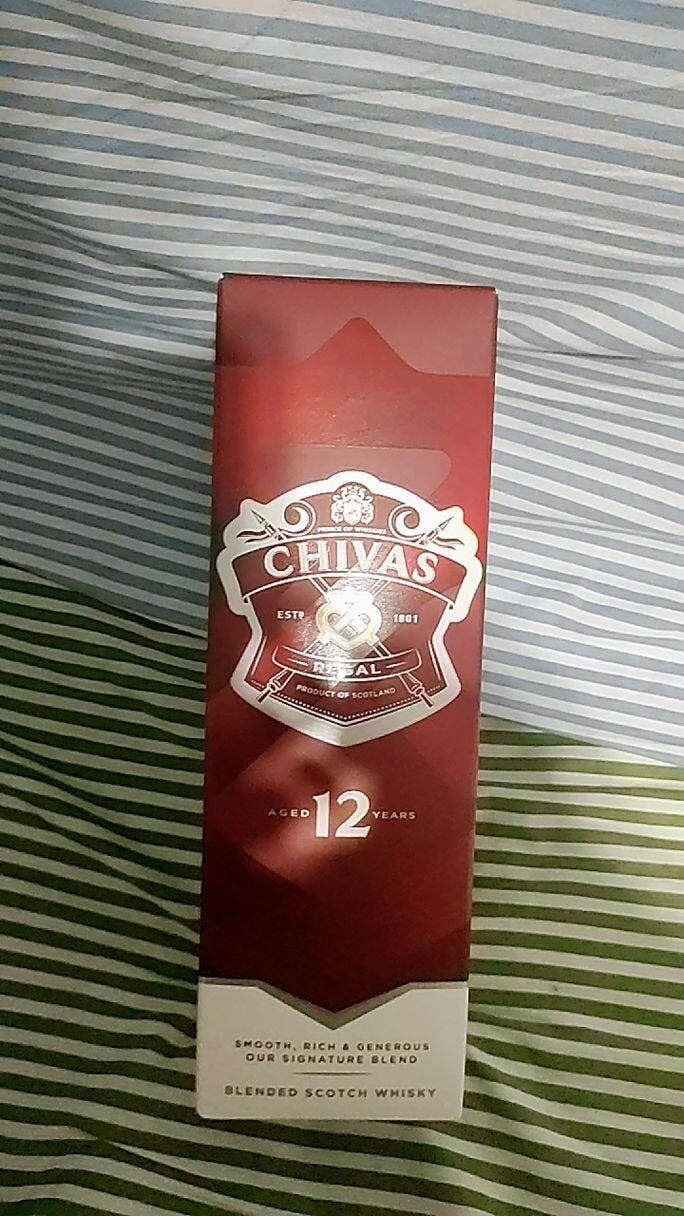 PRINCE OF WHISKIES
CHIVAS
ESTD 1801
REGAL
PRODUCT OF SCOTLAND
AGED 12 YEARS
SMOOTH, RICH & GENEROUS
OUR SIGNATURE BLEND
BLENDED SCOTCH WHISKY